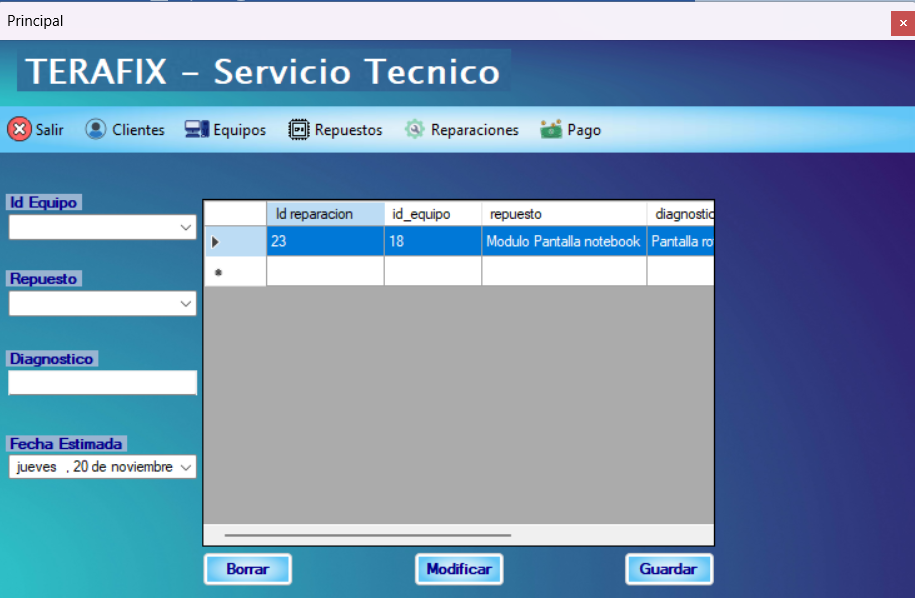 Principal
TERAFIX - Servicio Tecnico
Salir Clientes Equipos Repuestos Reparaciones Pago
Id Equipo
Repuesto
Diagnostico
Fecha Estimada
jueves , 20 de noviembre
Id reparacion id_equipo repuesto diagnostic
23 18 Modulo Pantalla notebook Pantalla ro
Borrar Modificar Guardar